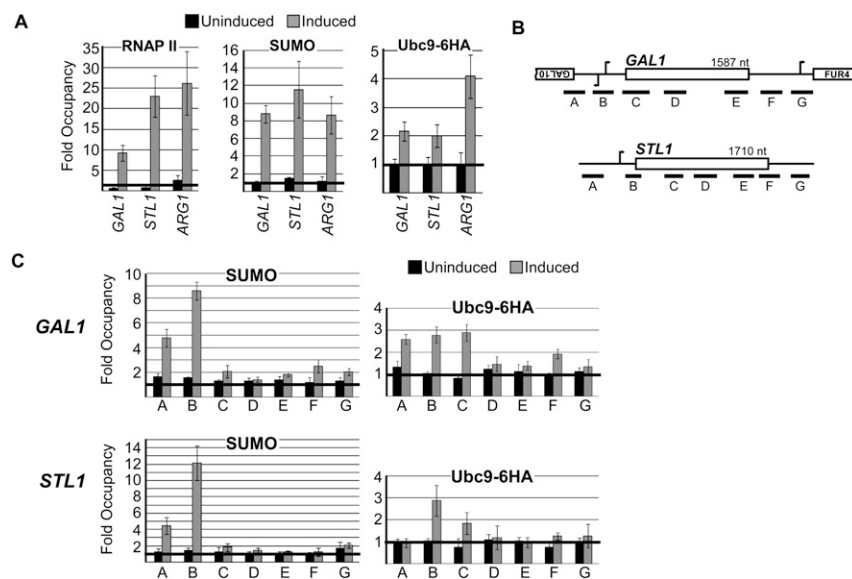 A
Uninduced Induced
RNAP II
SUMO
Ubc9-6HA
Fold Occupancy
35
30
25
20
15
10
5
16
14
12
10
8
6
4
2
5
4
3
2
1
GAL1 STL1 ARG1
GAL1 STL1 ARG1
GAL1 STL1 ARG1
B
GAL10 GAL1 1587 nt FUR4
A B C D E F G
STL1 1710 nt
A B C D E F G
C
Uninduced Induced
GAL1
SUMO
Fold Occupancy
10
8
6
4
2
A B C D E F G
Ubc9-6HA
4
3
2
1
A B C D E F G
STL1
SUMO
Fold Occupancy
14
12
10
8
6
4
2
A B C D E F G
Ubc9-6HA
4
3
2
1
A B C D E F G